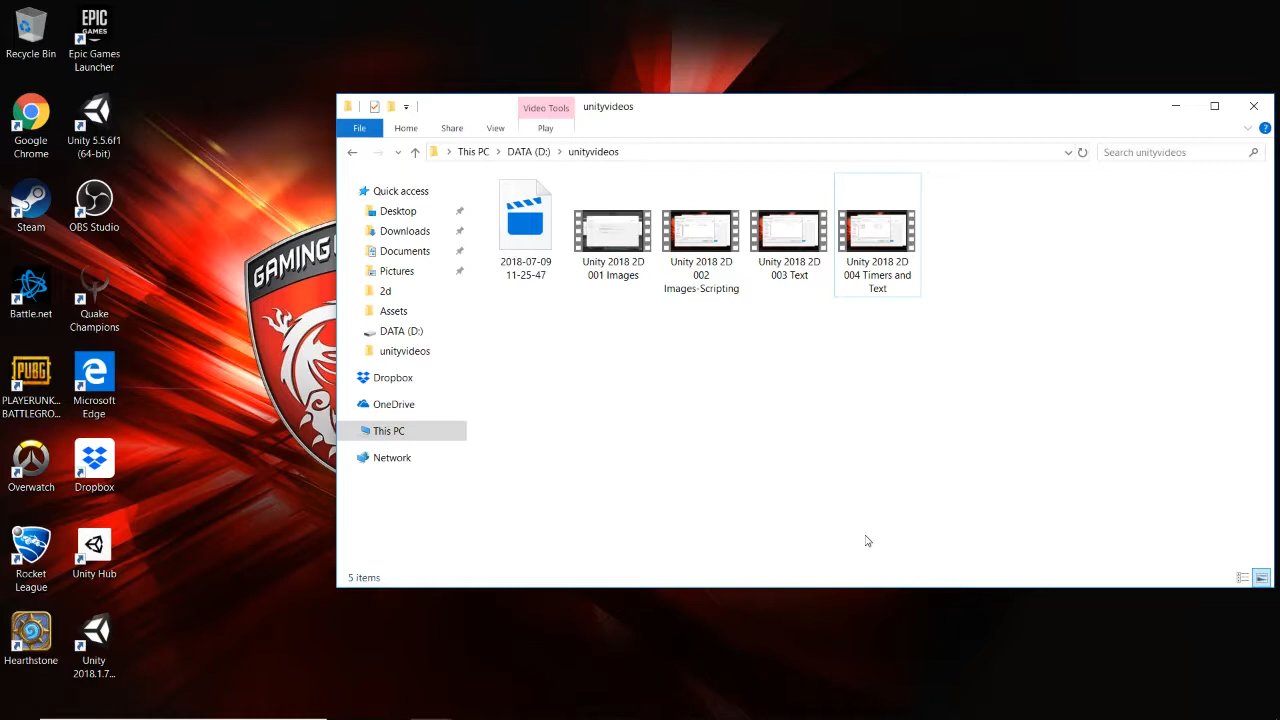 Recycle Bin
Epic Games
Launcher
EPIC
GAMES
Google
Chrome
Unity 5.5.6f1
(64-bit)
Steam
OBS Studio
Battle.net
Quake
Champions
PUBG
PLAYERUNK...
BATTLEGRO...
Microsoft
Edge
Overwatch
Dropbox
Rocket
League
Unity Hub
Hearthstone
Unity
2018.1.7...
GAMING
Video Tools
unityvideos
File
Home
Share
View
Play
This PC
DATA (D:)
unityvideos
Search unityvideos
Quick access
Desktop
Downloads
Documents
Pictures
2d
Assets
DATA (D:)
unityvideos
Dropbox
OneDrive
This PC
Network
2018-07-09
11-25-47
Unity 2018 2D
001 Images
Unity 2018 2D
002
Images-Scripting
Unity 2018 2D
003 Text
Unity 2018 2D
004 Timers and
Text
5 items